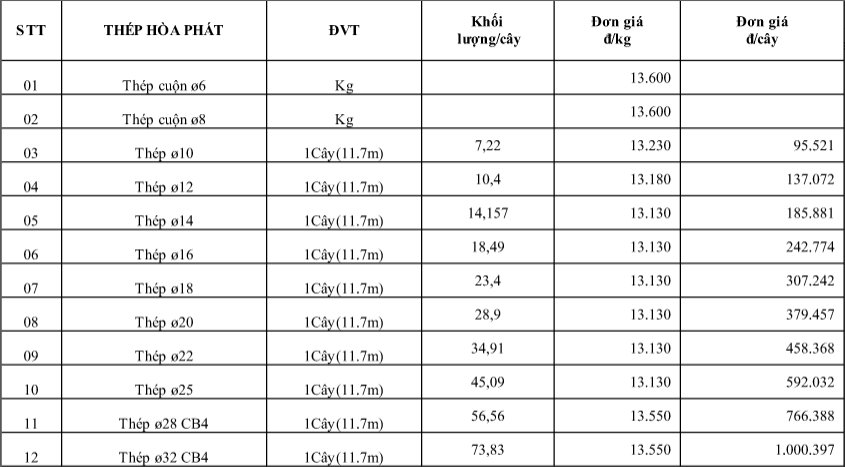 STT THÉP HÒA PHÁT ĐVT Khối lượng/cây Đơn giá đ/kg Đơn giá đ/cây
01 Thép cuộn ø6 Kg 13.600
02 Thép cuộn ø8 Kg 13.600
03 Thép ø10 1Cây(11.7m) 7,22 13.230 95.521
04 Thép ø12 1Cây(11.7m) 10,4 13.180 137.072
05 Thép ø14 1Cây(11.7m) 14,157 13.130 185.881
06 Thép ø16 1Cây(11.7m) 18,49 13.130 242.774
07 Thép ø18 1Cây(11.7m) 23,4 13.130 307.242
08 Thép ø20 1Cây(11.7m) 28,9 13.130 379.457
09 Thép ø22 1Cây(11.7m) 34,91 13.130 458.368
10 Thép ø25 1Cây(11.7m) 45,09 13.130 592.032
11 Thép ø28 CB4 1Cây(11.7m) 56,56 13.550 766.388
12 Thép ø32 CB4 1Cây(11.7m) 73,83 13.550 1.000.397